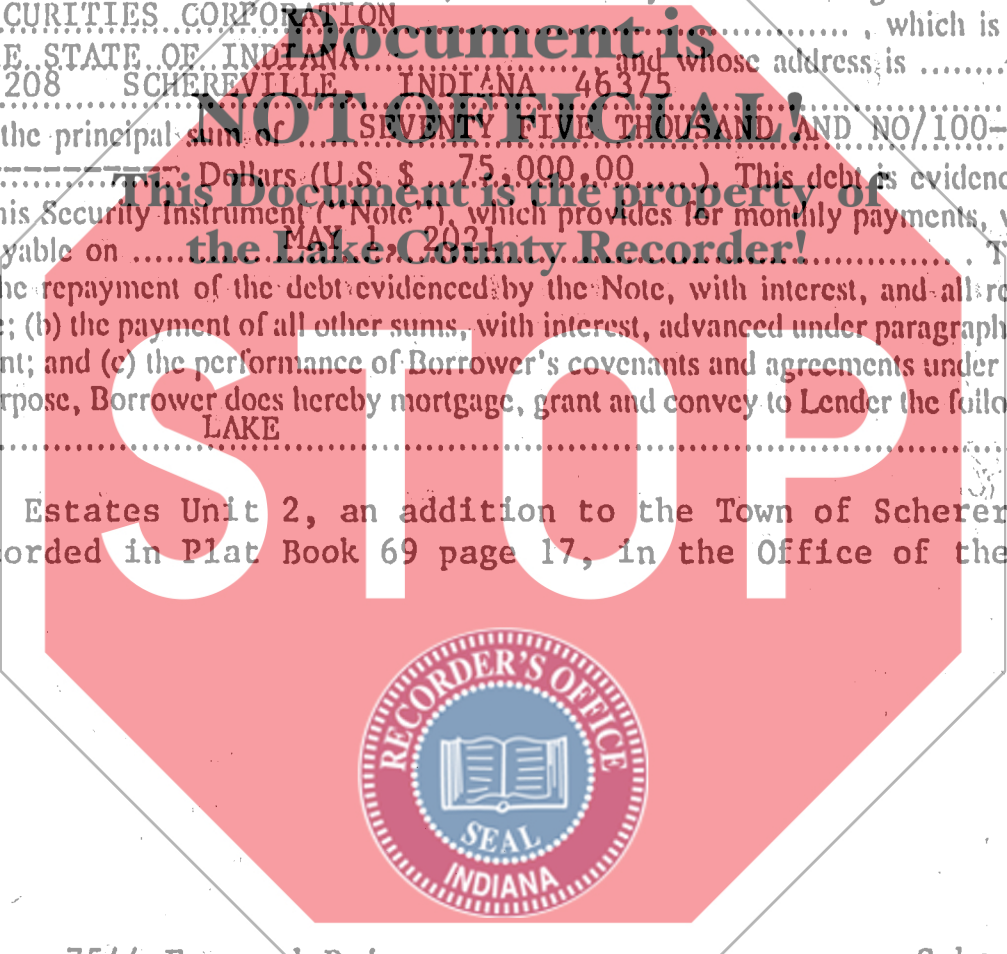 CURITIES CORPORATION , which is
Document is
E STATE OF INDIANA and whose address is
208 SCHEREVILLE, INDIANA 46375
NOT OFFICIAL!
the principal sum of SEVENTY FIVE THOUSAND AND NO/100-
Dollars (U.S. $ 75,000.00 ). This debt is evidenc
This Document is the property of
his Security Instrument ("Note"), which provides for monthly payments, w
yable on MAY 1, 2021 . T
the Lake County Recorder!
he repayment of the debt evidenced by the Note, with interest, and all re
; (b) the payment of all other sums, with interest, advanced under paragraph
nt; and (c) the performance of Borrower's covenants and agreements under
rpose, Borrower does hereby mortgage, grant and convey to Lender the follo
LAKE
STOP
Estates Unit 2, an addition to the Town of Scherer
orded in Plat Book 69 page 17, in the Office of the
RECORDER'S OFFICE
SEAL
INDIANA